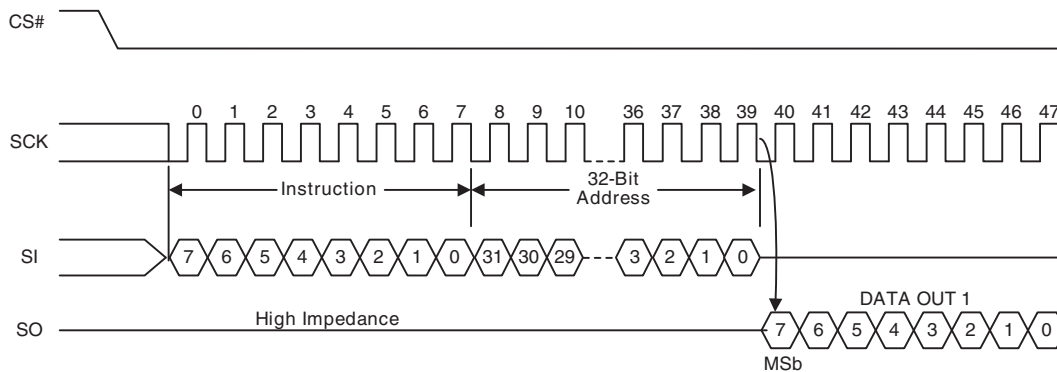 CS#
0 1 2 3 4 5 6 7 8 9 10 36 37 38 39 40 41 42 43 44 45 46 47
SCK
Instruction
32-Bit
Address
SI
7 6 5 4 3 2 1 0 31 30 29 3 2 1 0
DATA OUT 1
High Impedance
SO
7 6 5 4 3 2 1 0
MSb